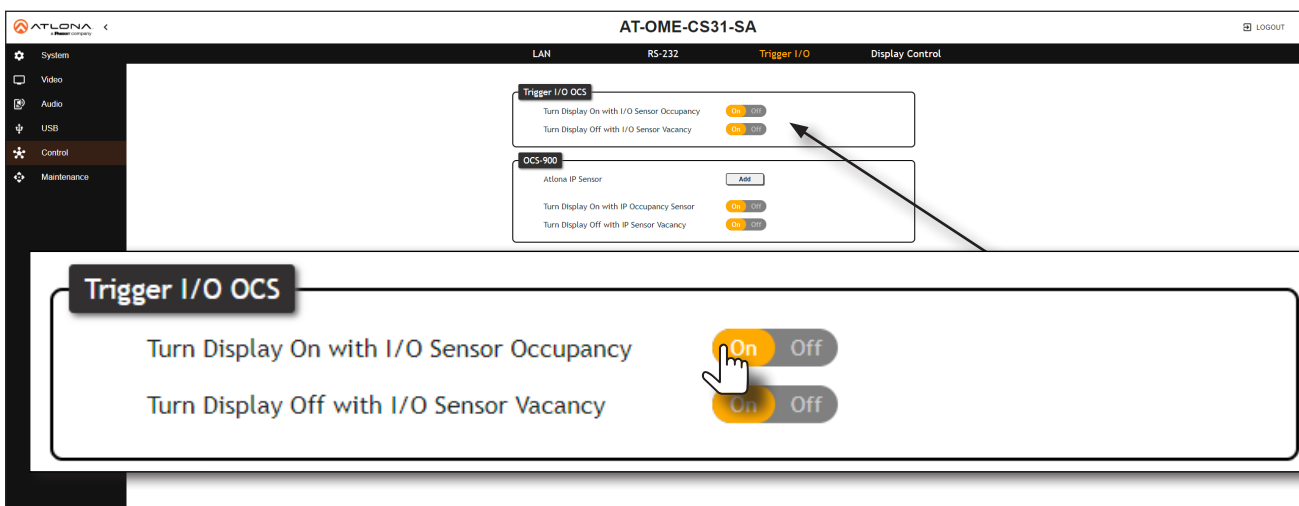 ATLONA
a Panduit company
<
AT-OME-CS31-SA
LOGOUT
System
LAN RS-232 Trigger I/O Display Control
Video
Audio
USB
Control
Maintenance
Trigger I/O OCS
Turn Display On with I/O Sensor Occupancy On Off
Turn Display Off with I/O Sensor Vacancy On Off
OCS-900
Atlona IP Sensor Add
Turn Display On with IP Occupancy Sensor On Off
Turn Display Off with IP Sensor Vacancy On Off
Trigger I/O OCS
Turn Display On with I/O Sensor Occupancy On Off
Turn Display Off with I/O Sensor Vacancy On Off